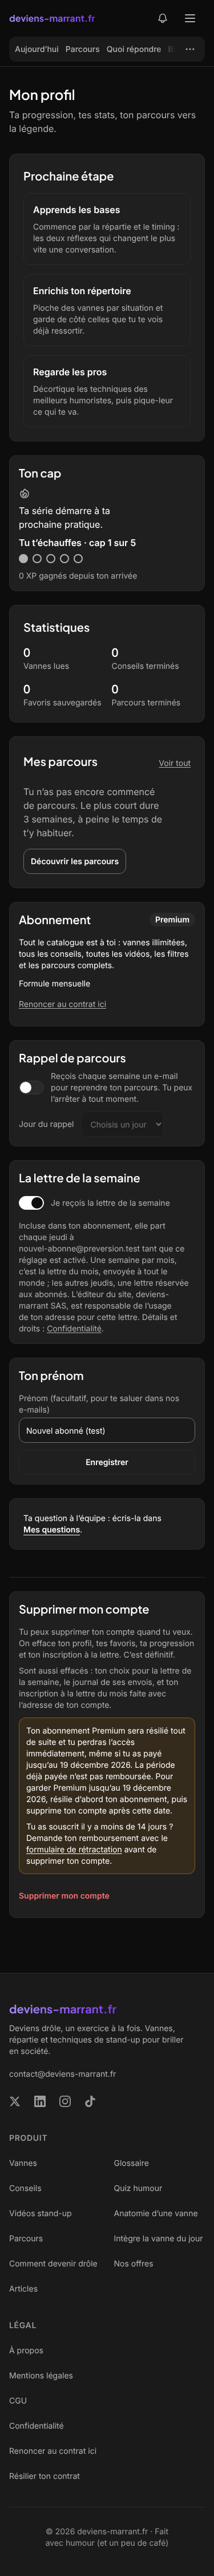 deviens-marrant.fr
Aujourd'hui Parcours Quoi répondre
Mon profil
Ta progression, tes stats, ton parcours vers
la légende.
Prochaine étape
Apprends les bases
Commence par la répartie et le timing :
les deux réflexes qui changent le plus
vite une conversation.
Enrichis ton répertoire
Pioche des vannes par situation et
garde de côté celles que tu te vois
déjà ressortir.
Regarde les pros
Décortique les techniques des
meilleurs humoristes, puis pique-leur
ce qui te va.
Ton cap
Ta série démarre à ta
prochaine pratique.
Tu t'échauffes · cap 1 sur 5
0 XP gagnés depuis ton arrivée
Statistiques
0
Vannes lues
0
Conseils terminés
0
Favoris sauvegardés
0
Parcours terminés
Mes parcours
Voir tout
Tu n'as pas encore commencé
de parcours. Le plus court dure
3 semaines, à peine le temps de
t'y habituer.
Découvrir les parcours
Abonnement
Premium
Tout le catalogue est à toi : vannes illimitées,
tous les conseils, toutes les vidéos, les filtres
et les parcours complets.
Formule mensuelle
Renoncer au contrat ici
Rappel de parcours
Reçois chaque semaine un e-mail
pour reprendre ton parcours. Tu peux
l'arrêter à tout moment.
Jour du rappel
Choisis un jour
La lettre de la semaine
Je reçois la lettre de la semaine
Incluse dans ton abonnement, elle part
chaque jeudi à
nouvel-abonne@preversion.test tant que ce
réglage est activé. Une semaine par mois,
c'est la lettre du mois, envoyée à tout le
monde ; les autres jeudis, une lettre réservée
aux abonnés. L'éditeur du site, deviens-
marrant SAS, est responsable de l'usage
de ton adresse pour cette lettre. Détails et
droits : Confidentialité.
Ton prénom
Prénom (facultatif, pour te saluer dans nos
e-mails)
Nouvel abonné (test)
Enregistrer
Ta question à l'équipe : écris-la dans
Mes questions.
Supprimer mon compte
Tu peux supprimer ton compte quand tu veux.
On efface ton profil, tes favoris, ta progression
et ton inscription à la lettre. C'est définitif.
Sont aussi effacés : ton choix pour la lettre de
la semaine, le journal de ses envois, et ton
inscription à la lettre du mois faite avec
l'adresse de ton compte.
Ton abonnement Premium sera résilié tout
de suite et tu perdras l'accès
immédiatement, même si tu as payé
jusqu'au 19 décembre 2026. La période
déjà payée n'est pas remboursée. Pour
garder Premium jusqu'au 19 décembre
2026, résilie d'abord ton abonnement, puis
supprime ton compte après cette date.
Tu as souscrit il y a moins de 14 jours ?
Demande ton remboursement avec le
formulaire de rétractation avant de
supprimer ton compte.
Supprimer mon compte
deviens-marrant.fr
Deviens drôle, un exercice à la fois. Vannes,
répartie et techniques de stand-up pour briller
en société.
contact@deviens-marrant.fr
PRODUIT
Vannes
Glossaire
Conseils
Quiz humour
Vidéos stand-up
Anatomie d'une vanne
Parcours
Intègre la vanne du jour
Comment devenir drôle
Nos offres
Articles
LÉGAL
À propos
Mentions légales
CGU
Confidentialité
Renoncer au contrat ici
Résilier ton contrat
© 2026 deviens-marrant.fr · Fait
avec humour (et un peu de café)